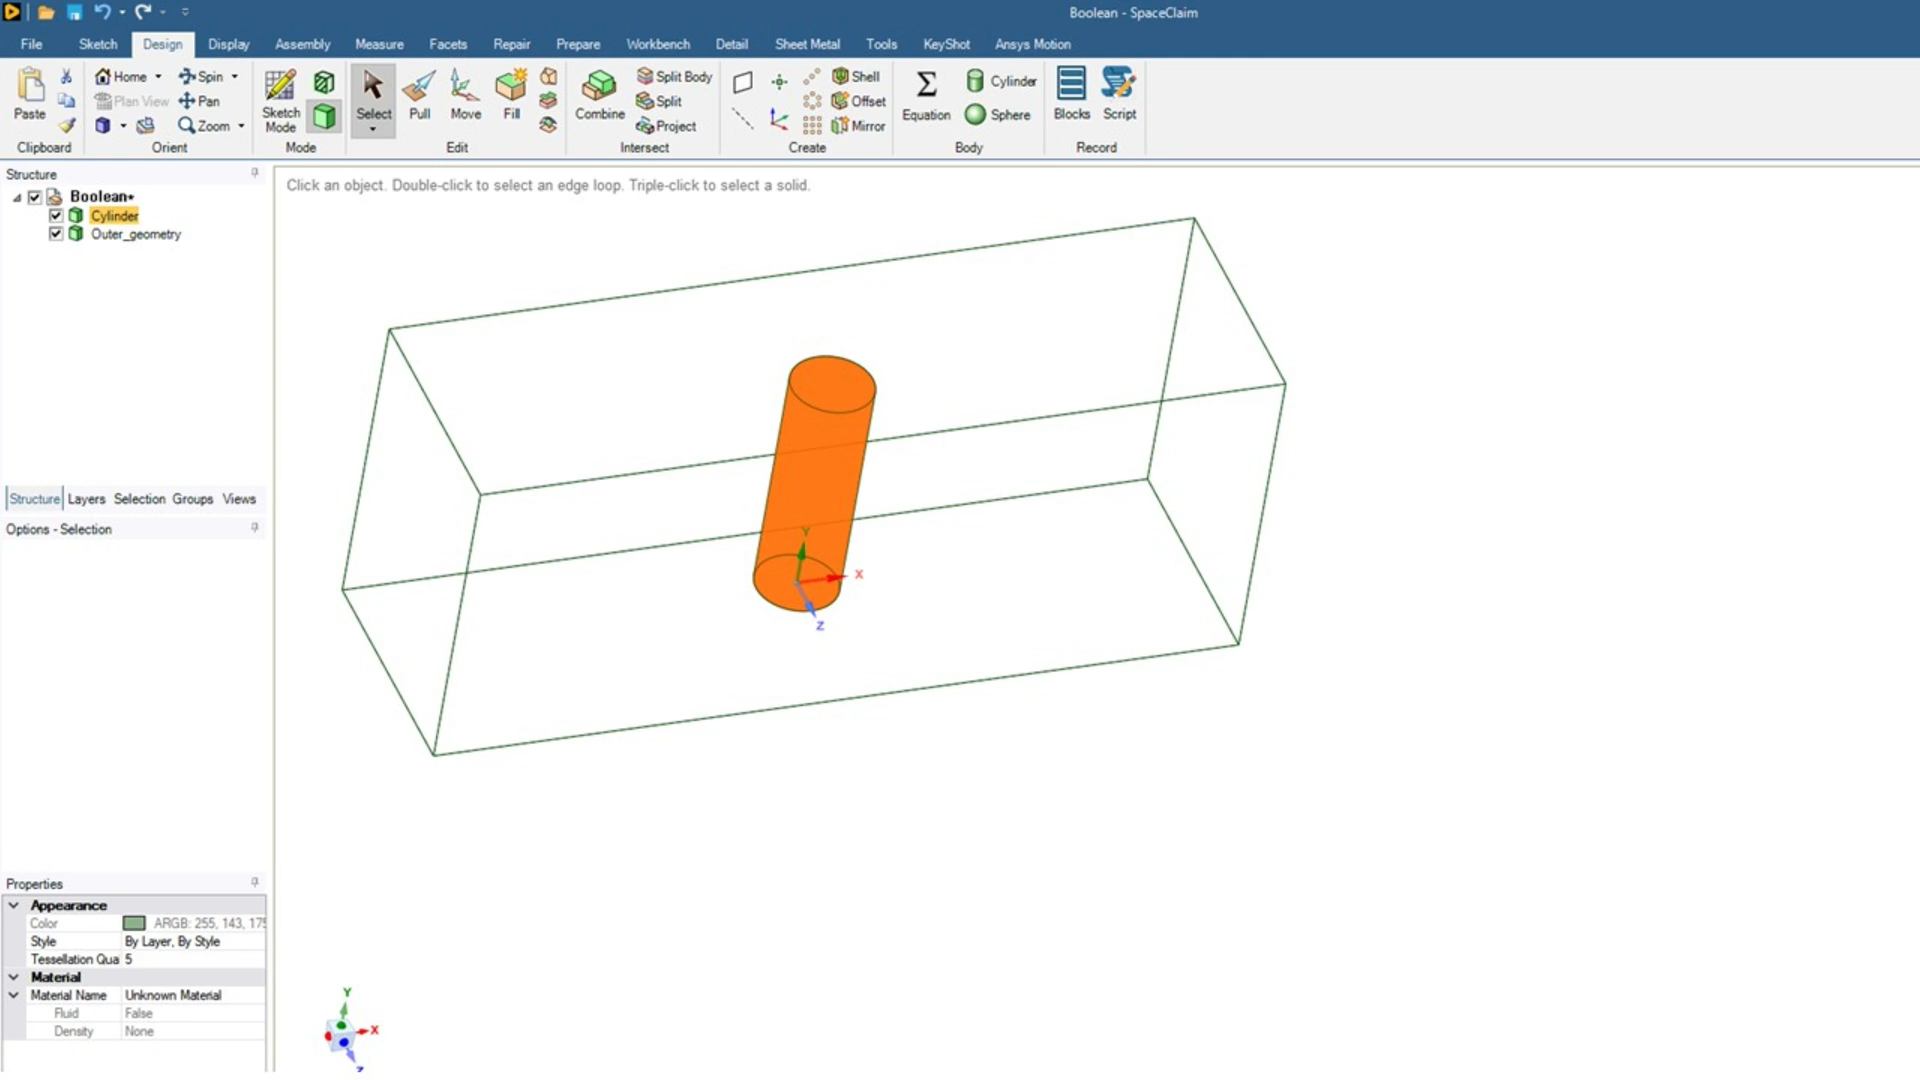 Boolean - SpaceClaim
File Sketch Design Display Assembly Measure Facets Repair Prepare Workbench Detail Sheet Metal Tools KeyShot Ansys Motion
Paste
Home Spin
Plan View Pan
Zoom
Sketch Mode
Select Pull Move Fill
Combine
Split Body
Split
Project
Shell
Offset
Mirror
Equation
Cylinder
Sphere
Blocks Script
Clipboard Orient Mode Edit Intersect Create Body Record
Structure
Boolean*
Cylinder
Outer_geometry
Click an object. Double-click to select an edge loop. Triple-click to select a solid.
Y
X
Z
Structure Layers Selection Groups Views
Options - Selection
Properties
Appearance
Color ARGB: 255, 143, 175
Style By Layer, By Style
Tessellation Qua 5
Material
Material Name Unknown Material
Fluid False
Density None
Y
X
Z